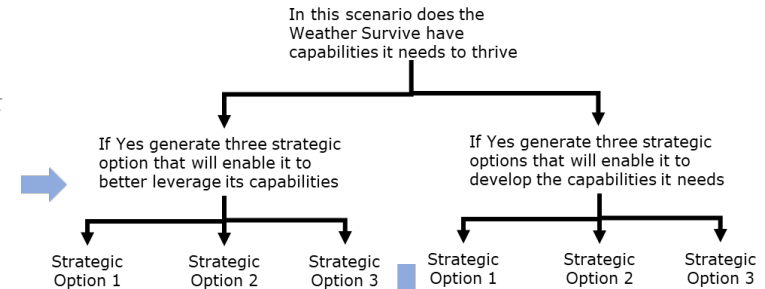 In this scenario does the
Weather Survive have
capabilities it needs to thrive
If Yes generate three strategic
option that will enable it to
better leverage its capabilities
If Yes generate three strategic
options that will enable it to
develop the capabilities it needs
Strategic
Option 1
Strategic
Option 2
Strategic
Option 3
Strategic
Option 1
Strategic
Option 2
Strategic
Option 3